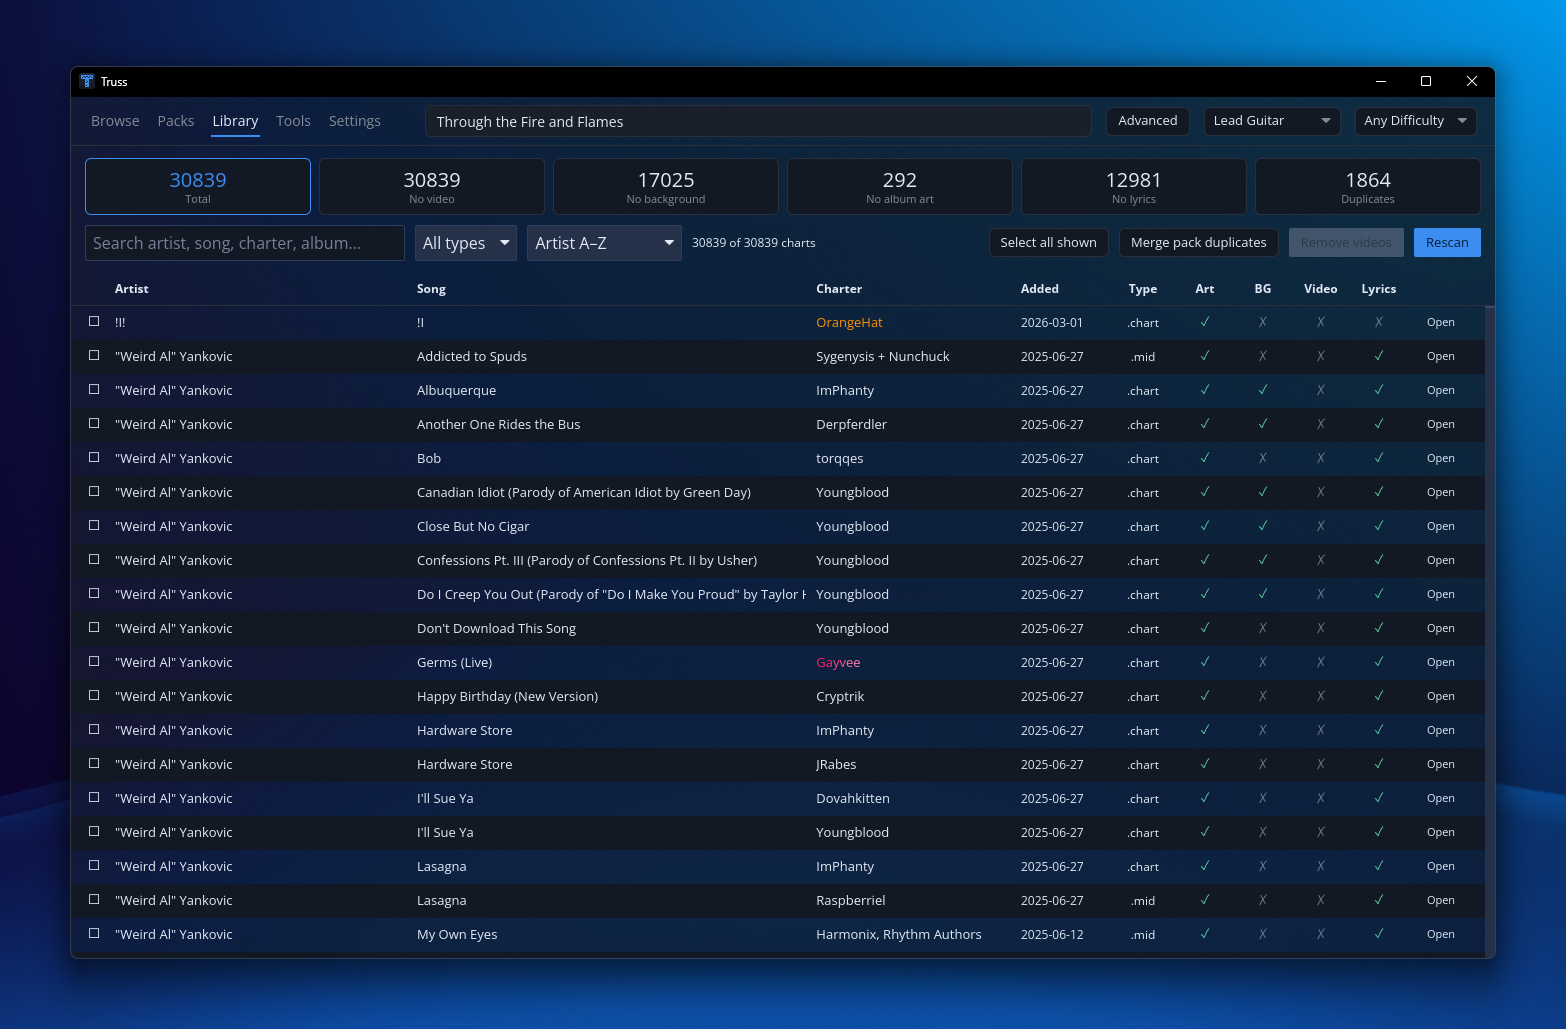 Truss
Browse Packs Library Tools Settings Through the Fire and Flames Advanced Lead Guitar Any Difficulty
30839 30839 17025 292 12981 1864
Total No video No background No album art No lyrics Duplicates
Search artist, song, charter, album... All types Artist A–Z 30839 of 30839 charts Select all shown Merge pack duplicates Remove videos Rescan
Artist Song Charter Added Type Art BG Video Lyrics
!I! !I OrangeHat 2026-03-01 .chart ✓ ✗ ✗ ✗ Open
"Weird Al" Yankovic Addicted to Spuds Sygenysis + Nunchuck 2025-06-27 .mid ✓ ✗ ✗ ✓ Open
"Weird Al" Yankovic Albuquerque ImPhanty 2025-06-27 .chart ✓ ✓ ✗ ✓ Open
"Weird Al" Yankovic Another One Rides the Bus Derpferdler 2025-06-27 .chart ✓ ✓ ✗ ✓ Open
"Weird Al" Yankovic Bob torqqes 2025-06-27 .chart ✓ ✗ ✗ ✓ Open
"Weird Al" Yankovic Canadian Idiot (Parody of American Idiot by Green Day) Youngblood 2025-06-27 .chart ✓ ✓ ✗ ✓ Open
"Weird Al" Yankovic Close But No Cigar Youngblood 2025-06-27 .chart ✓ ✓ ✗ ✓ Open
"Weird Al" Yankovic Confessions Pt. III (Parody of Confessions Pt. II by Usher) Youngblood 2025-06-27 .chart ✓ ✓ ✗ ✓ Open
"Weird Al" Yankovic Do I Creep You Out (Parody of "Do I Make You Proud" by Taylor Youngblood 2025-06-27 .chart ✓ ✓ ✗ ✓ Open
"Weird Al" Yankovic Don't Download This Song Youngblood 2025-06-27 .chart ✓ ✗ ✗ ✓ Open
"Weird Al" Yankovic Germs (Live) Gayvee 2025-06-27 .chart ✓ ✗ ✗ ✓ Open
"Weird Al" Yankovic Happy Birthday (New Version) Cryptrik 2025-06-27 .chart ✓ ✗ ✗ ✓ Open
"Weird Al" Yankovic Hardware Store ImPhanty 2025-06-27 .chart ✓ ✗ ✗ ✓ Open
"Weird Al" Yankovic Hardware Store JRabes 2025-06-27 .chart ✓ ✗ ✗ ✓ Open
"Weird Al" Yankovic I'll Sue Ya Dovahkitten 2025-06-27 .chart ✓ ✗ ✗ ✓ Open
"Weird Al" Yankovic I'll Sue Ya Youngblood 2025-06-27 .chart ✓ ✗ ✗ ✓ Open
"Weird Al" Yankovic Lasagna ImPhanty 2025-06-27 .chart ✓ ✗ ✗ ✓ Open
"Weird Al" Yankovic Lasagna Raspberriel 2025-06-27 .mid ✓ ✗ ✗ ✓ Open
"Weird Al" Yankovic My Own Eyes Harmonix, Rhythm Authors 2025-06-12 .mid ✓ ✗ ✗ ✓ Open